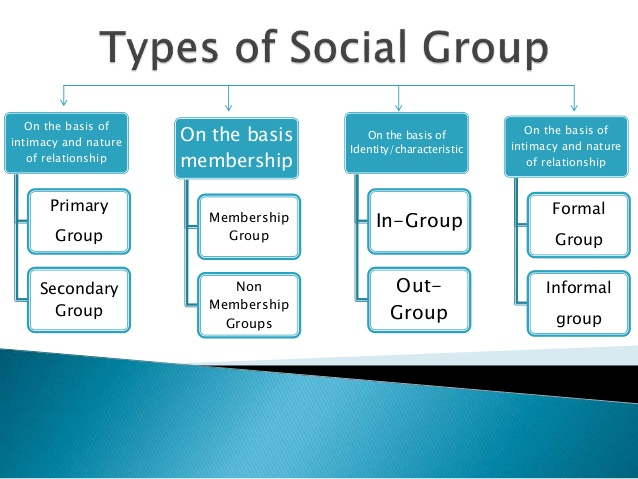 Types of Social Group
On the basis of
intimacy and nature
of relationship
Primary
Group
Secondary
Group
On the basis
membership
Membership
Group
Non
Membership
Groups
On the basis of
Identity/characteristic
In-Group
Out-
Group
On the basis of
intimacy and nature
of relationship
Formal
Group
Informal
group